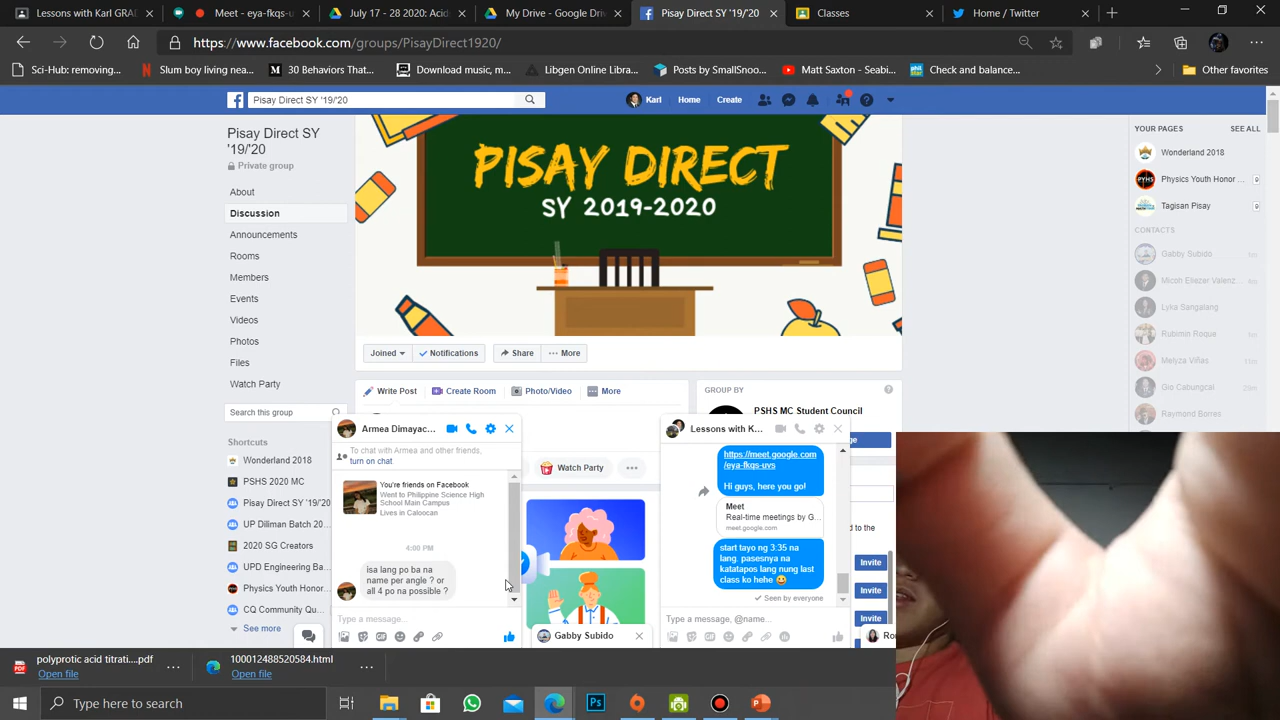 Lessons with Karl GRAD
Meet - eya-fkqs-u
July 17 - 28 2020: Acid
My Drive - Google Driv
Pisay Direct SY '19/'20
Classes
Home / Twitter
https://www.facebook.com/groups/PisayDirect1920/
Sci-Hub: removing...
Slum boy living nea...
30 Behaviors That...
Download music, m...
Libgen Online Libra...
Posts by SmallSnoo...
Matt Saxton - Seabi...
Check and balance...
Other favorites
Pisay Direct SY '19/'20
Karl
Home
Create
Pisay Direct SY
'19/'20
Private group
About
Discussion
Announcements
Rooms
Members
Events
Videos
Photos
Files
Watch Party
Search this group
Shortcuts
Wonderland 2018
PSHS 2020 MC
Pisay Direct SY '19/'20
UP Diliman Batch 20...
2020 SG Creators
UPD Engineering Ba...
Physics Youth Honor ...
CQ Community Qu...
See more
PISAY DIRECT
SY 2019-2020
Joined
Notifications
Share
More
Write Post
Create Room
Photo/Video
More
Watch Party
GROUP BY
PSHS MC Student Council
Invite
Invite
Invite
YOUR PAGES
SEE ALL
Wonderland 2018
Physics Youth Honor ...
Tagisan Pisay
CONTACTS
Gabby Subido
Micoh Eliezer Valenz...
Lyka Sangalang
Rubimin Roque
Melyza Viñas
Gio Cabungcal
Raymond Borres
Armea Dimayac...
To chat with Armea and other friends,
turn on chat
You're friends on Facebook
Went to Philippine Science High
School Main Campus
Lives in Caloocan
4:00 PM
isa lang po ba na
name per angle ? or
all 4 po na possible ?
Type a message...
Gabby Subido
Lessons with K...
https://meet.google.com
/eya-fkqs-uvs
Hi guys, here you go!
Meet
Real-time meetings by G...
meet.google.com
start tayo ng 3.35 na
lang. pasesnya na
katatapos lang nung last
class ko hehe
Seen by everyone
Type a message, @name...
polyprotic acid titrati....pdf
Open file
100012488520584.html
Open file
Type here to search